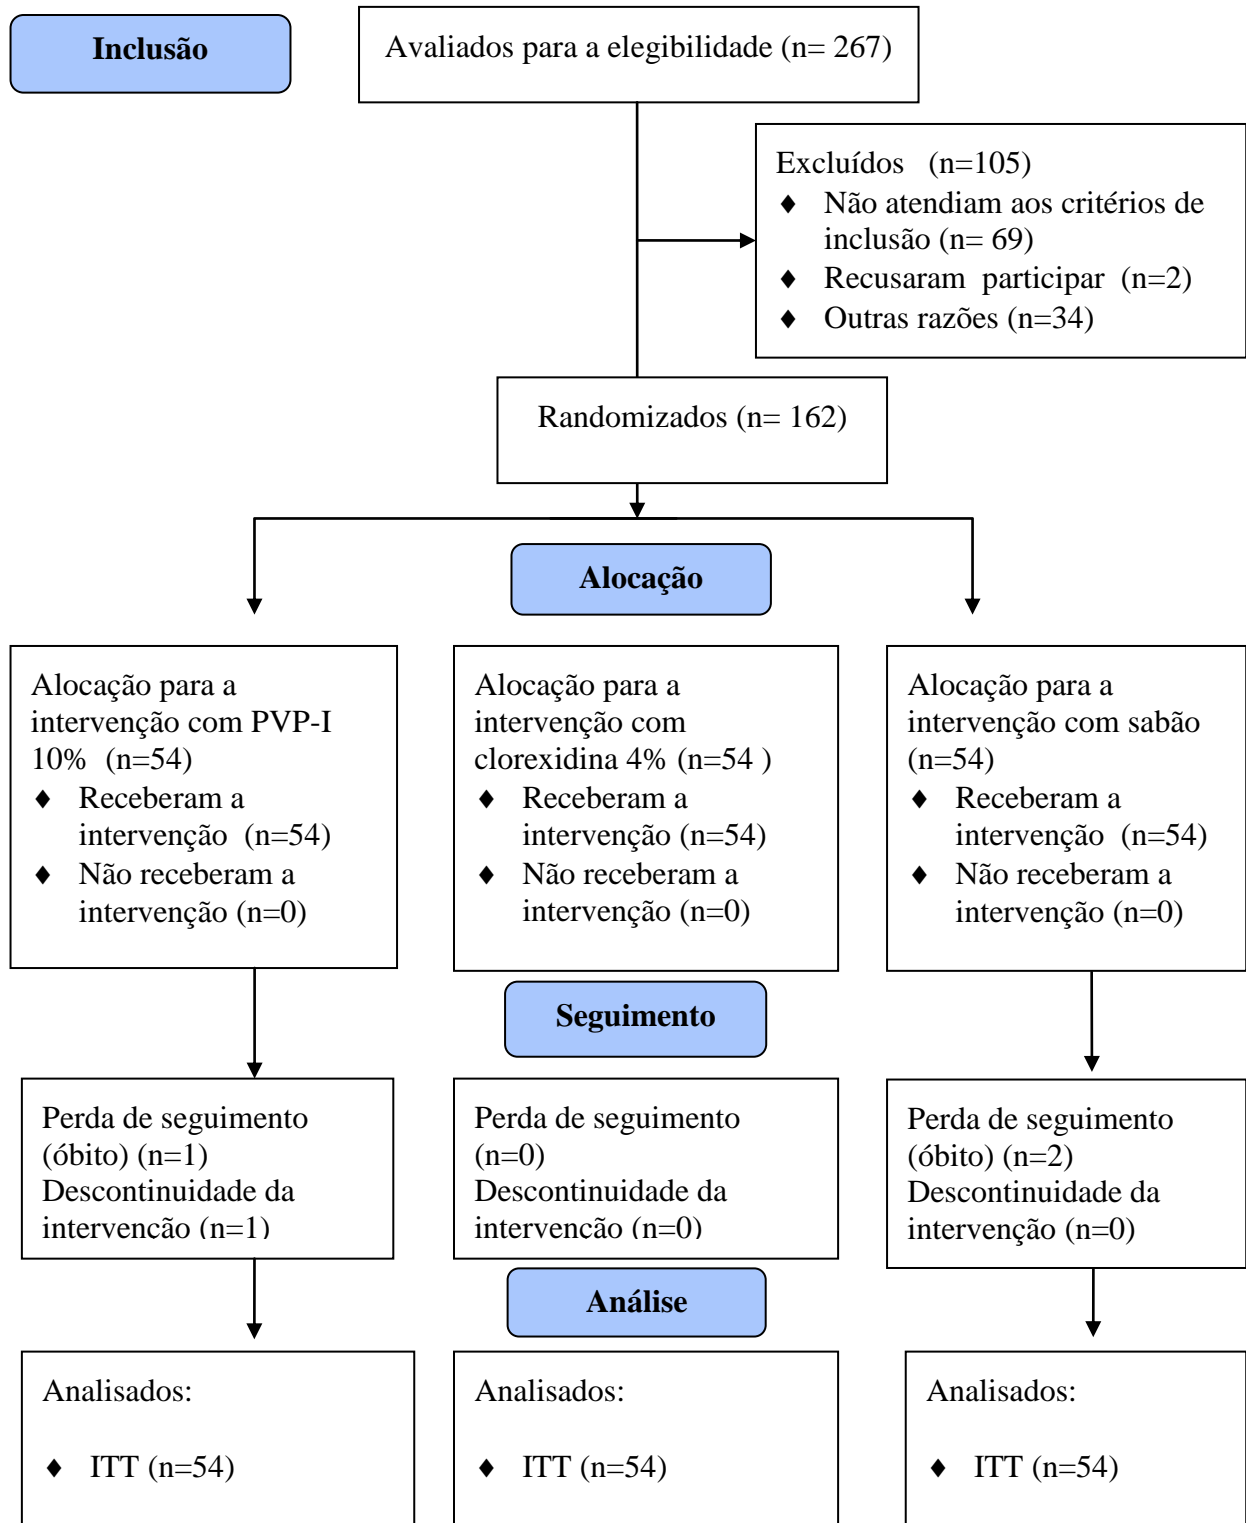 Inclusão
Avaliados para a elegibilidade (n= 267)
Excluídos (n=105)
♦ Não atendiam aos critérios de
inclusão (n= 69)
♦ Recusaram participar (n=2)
♦ Outras razões (n=34)
Randomizados (n= 162)
Alocação
Alocação para a
intervenção com PVP-I
10% (n=54)
♦ Receberam a
intervenção (n=54)
♦ Não receberam a
intervenção (n=0)
Alocação para a
intervenção com
clorexidina 4% (n=54 )
♦ Receberam a
intervenção (n=54)
♦ Não receberam a
intervenção (n=0)
Alocação para a
intervenção com sabão
(n=54)
♦ Receberam a
intervenção (n=54)
♦ Não receberam a
intervenção (n=0)
Seguimento
Perda de seguimento
(óbito) (n=1)
Descontinuidade da
intervenção (n=1)
Perda de seguimento
(n=0)
Descontinuidade da
intervenção (n=0)
Perda de seguimento
(óbito) (n=2)
Descontinuidade da
intervenção (n=0)
Análise
Analisados:
♦ ITT (n=54)
Analisados:
♦ ITT (n=54)
Analisados:
♦ ITT (n=54)